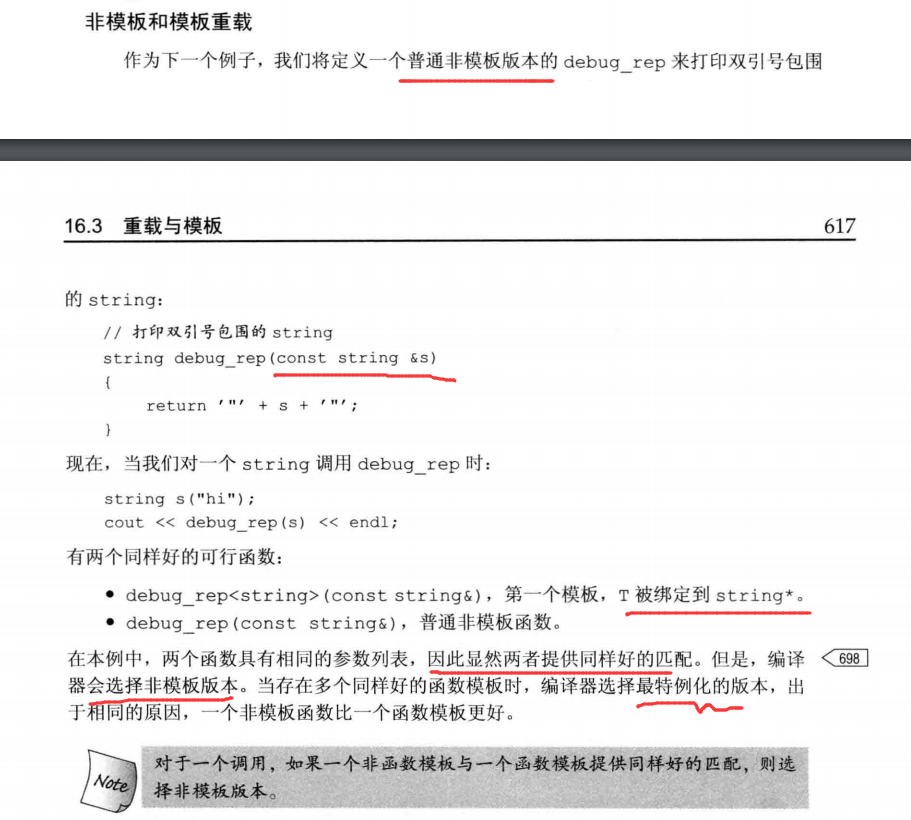 非模板和模板重载
作为下一个例子，我们将定义一个普通非模板版本的 debug_rep 来打印双引号包围
16.3 重载与模板 617
的 string：
// 打印双引号包围的 string
string debug_rep(const string &s)
{
return '"' + s + '"';
}
现在，当我们对一个 string 调用 debug_rep 时：
string s("hi");
cout << debug_rep(s) << endl;
有两个同样好的可行函数：
● debug_rep<string>(const string&)，第一个模板，T 被绑定到 string*。
● debug_rep(const string&)，普通非模板函数。
在本例中，两个函数具有相同的参数列表，因此显然两者提供同样好的匹配。但是，编译 698
器会选择非模板版本。当存在多个同样好的函数模板时，编译器选择最特例化的版本，出
于相同的原因，一个非模板函数比一个函数模板更好。
Note
对于一个调用，如果一个非函数模板与一个函数模板提供同样好的匹配，则选
择非模板版本。